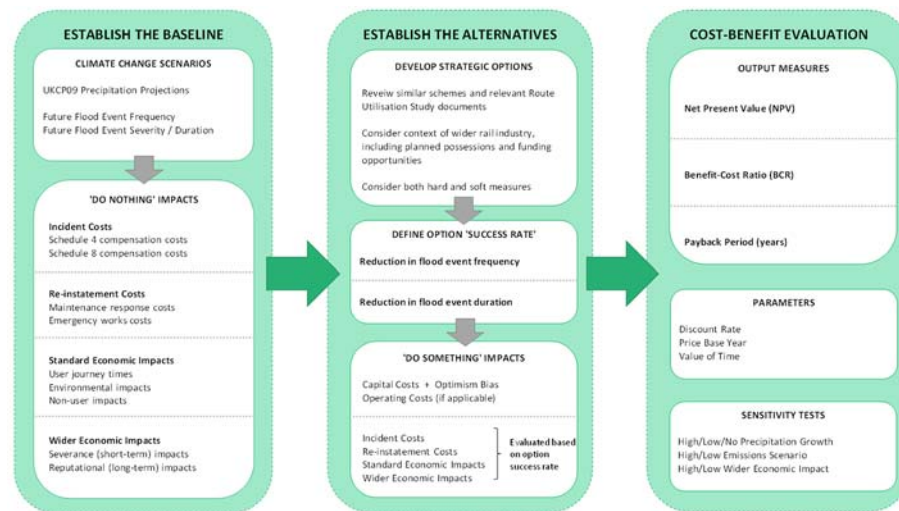 ESTABLISH THE BASELINE
CLIMATE CHANGE SCENARIOS
UKCP09 Precipitation Projections
Future Flood Event Frequency
Future Flood Event Severity / Duration
'DO NOTHING' IMPACTS
Incident Costs
Schedule 4 compensation costs
Schedule 8 compensation costs
Re-instatement Costs
Maintenance response costs
Emergency works costs
Standard Economic Impacts
User journey times
Environmental impacts
Non-user impacts
Wider Economic Impacts
Severance (short-term) impacts
Reputational (long-term) impacts
ESTABLISH THE ALTERNATIVES
DEVELOP STRATEGIC OPTIONS
Reveiw similar schemes and relevant Route
Utilisation Study documents
Consider context of wider rail industry,
including planned possessions and funding
opportunities
Consider both hard and soft measures
DEFINE OPTION 'SUCCESS RATE'
Reduction in flood event frequency
Reduction in flood event duration
'DO SOMETHING' IMPACTS
Capital Costs + Optimism Bias
Operating Costs (if applicable)
Incident Costs
Re-instatement Costs
Standard Economic Impacts
Wider Economic Impacts
Evaluated based
on option
success rate
COST-BENEFIT EVALUATION
OUTPUT MEASURES
Net Present Value (NPV)
Benefit-Cost Ratio (BCR)
Payback Period (years)
PARAMETERS
Discount Rate
Price Base Year
Value of Time
SENSITIVITY TESTS
High/Low/No Precipitation Growth
High/Low Emissions Scenario
High/Low Wider Economic Impact